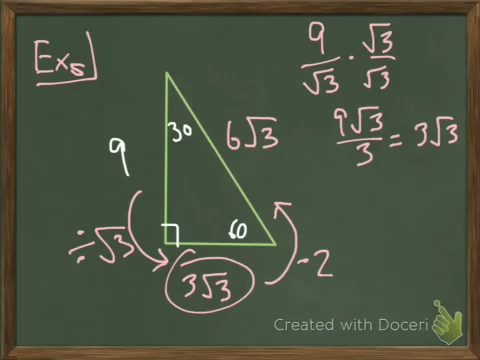 Ex5
9/√3 · √3/√3
9√3/3 = 3√3
30
9
6√3
60
÷√3
3√3
·2
Created with Doceri